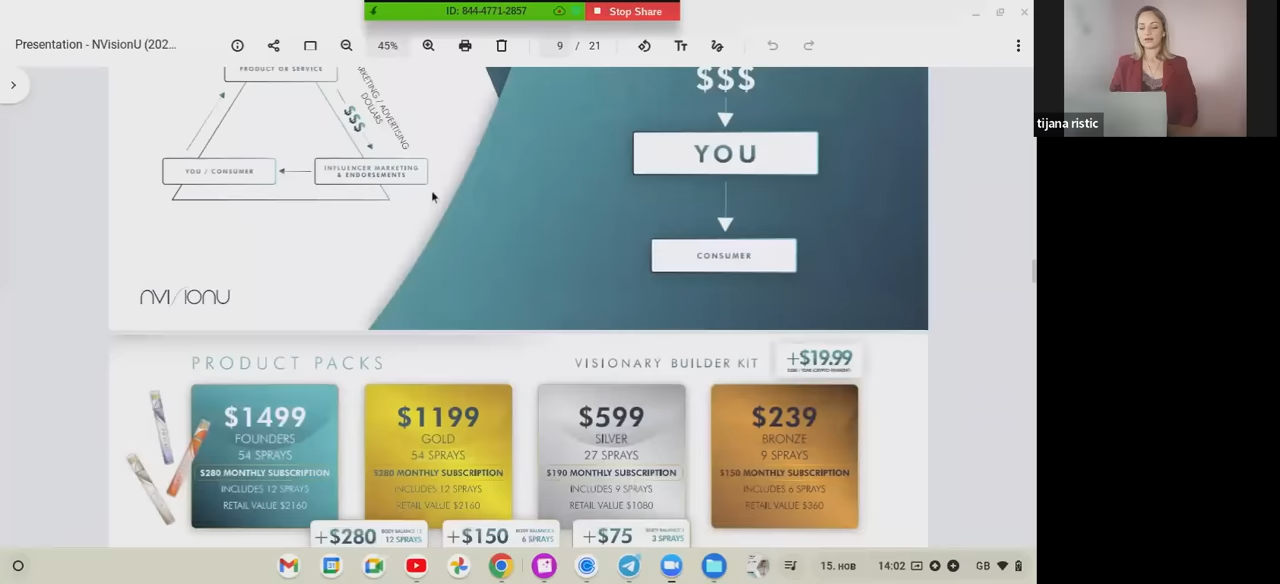 ID: 844-4771-2857
Stop Share
Presentation - NVisionU (202...
45%
9 / 21
tijana ristic
PRODUCT OR SERVICE
MARKETING / ADVERTISING
DOLLARS
$$$
YOU / CONSUMER
INFLUENCER MARKETING
& ENDORSEMENTS
$$$
YOU
CONSUMER
NVISIONU
PRODUCT PACKS
VISIONARY BUILDER KIT
+$19.99
$1499
FOUNDERS
54 SPRAYS
$280 MONTHLY SUBSCRIPTION
INCLUDES 12 SPRAYS
RETAIL VALUE $2160
$1199
GOLD
54 SPRAYS
$280 MONTHLY SUBSCRIPTION
INCLUDES 12 SPRAYS
RETAIL VALUE $2160
$599
SILVER
27 SPRAYS
$190 MONTHLY SUBSCRIPTION
INCLUDES 9 SPRAYS
RETAIL VALUE $1080
$239
BRONZE
9 SPRAYS
$150 MONTHLY SUBSCRIPTION
INCLUDES 6 SPRAYS
RETAIL VALUE $360
+$280
12 SPRAYS
+$150
6 SPRAYS
+$75
3 SPRAYS
15. нов
14:02
GB